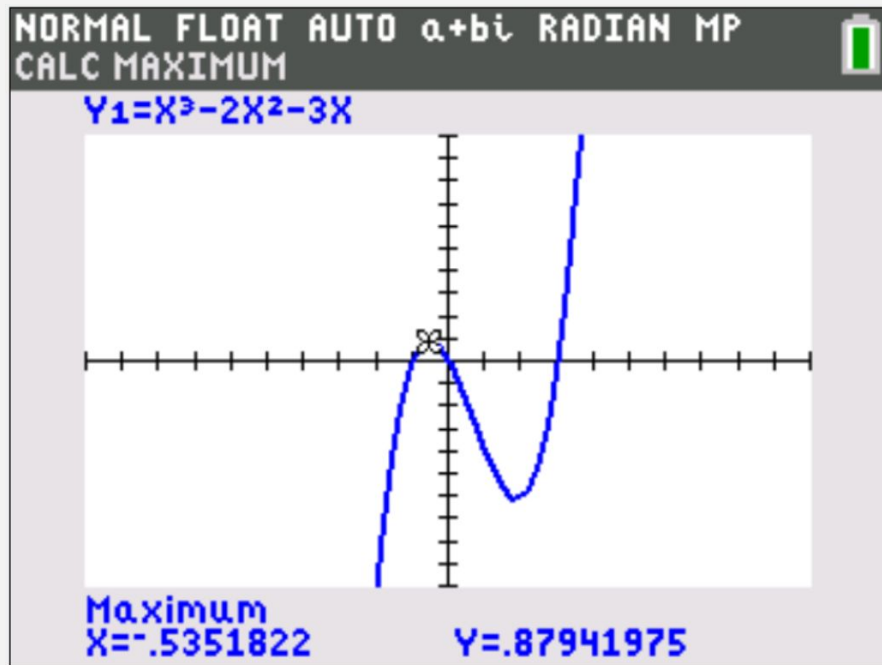 NORMAL FLOAT AUTO a+bi RADIAN MP
CALC MAXIMUM
Y₁=X³-2X²-3X
Maximum
X=⁻.5351822 Y=.87941975